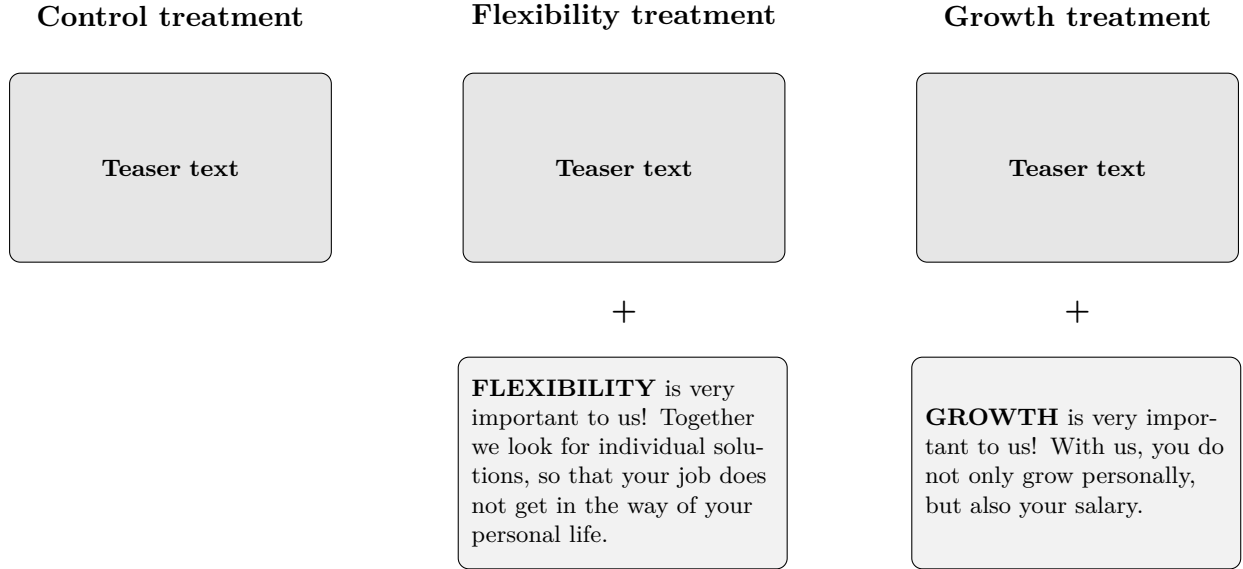 Control treatment
Flexibility treatment
Growth treatment
Teaser text
Teaser text
Teaser text
+
+
FLEXIBILITY is very
important to us! Together
we look for individual solu-
tions, so that your job does
not get in the way of your
personal life.
GROWTH is very impor-
tant to us! With us, you do
not only grow personally,
but also your salary.